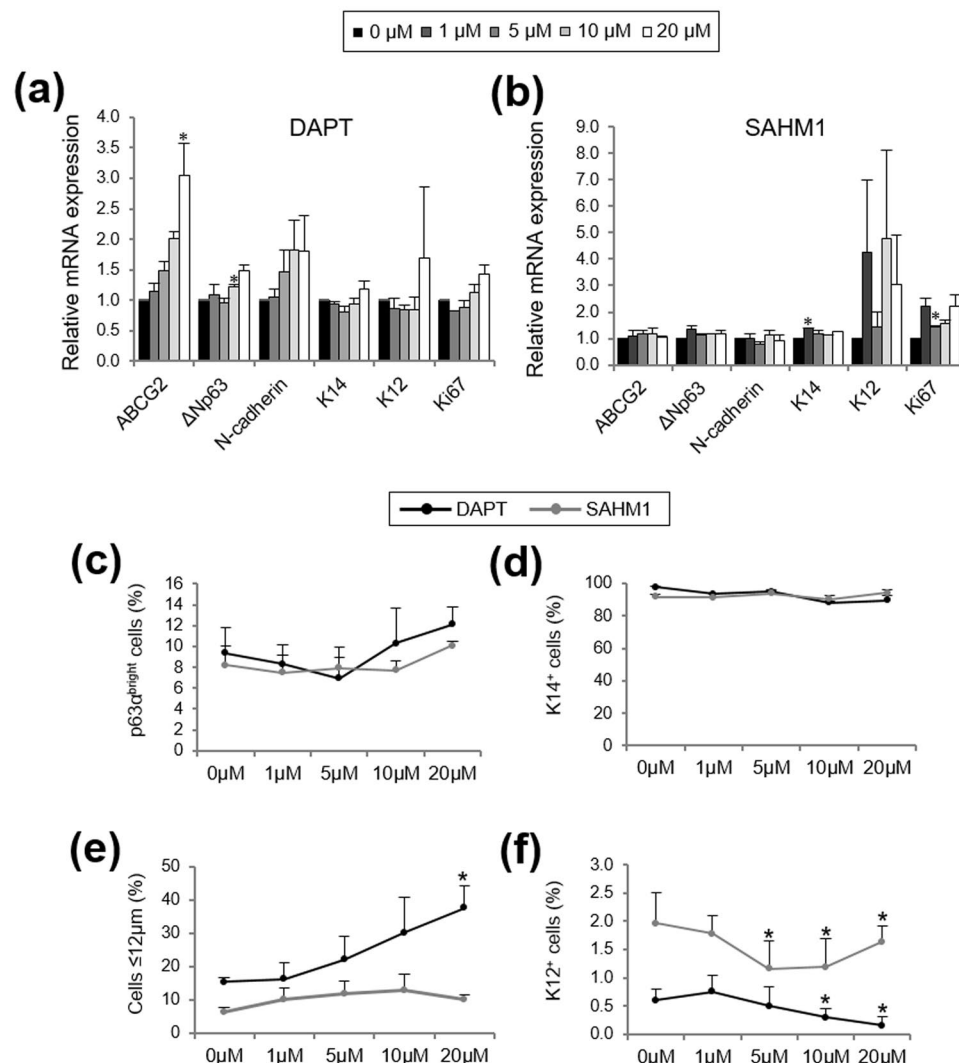 0 µM 1 µM 5 µM 10 µM 20 µM
(a)
DAPT
Relative mRNA expression
4.0
3.5
3.0
2.5
2.0
1.5
1.0
0.5
0.0
*
*
ABCG2 ΔNp63 N-cadherin K14 K12 Ki67
(b)
SAHM1
Relative mRNA expression
9.0
8.0
7.0
6.0
5.0
4.0
3.0
2.0
1.0
0.0
*
*
ABCG2 ΔNp63 N-cadherin K14 K12 Ki67
DAPT SAHM1
(c)
p63α^bright cells (%)
16
14
12
10
8
6
4
2
0
0µM 1µM 5µM 10µM 20µM
(d)
K14⁺ cells (%)
100
80
60
40
20
0
0µM 1µM 5µM 10µM 20µM
(e)
Cells ≤12µm (%)
50
40
30
20
10
0
*
0µM 1µM 5µM 10µM 20µM
(f)
K12⁺ cells (%)
3.0
2.5
2.0
1.5
1.0
0.5
0.0
* * *
* *
0µM 1µM 5µM 10µM 20µM